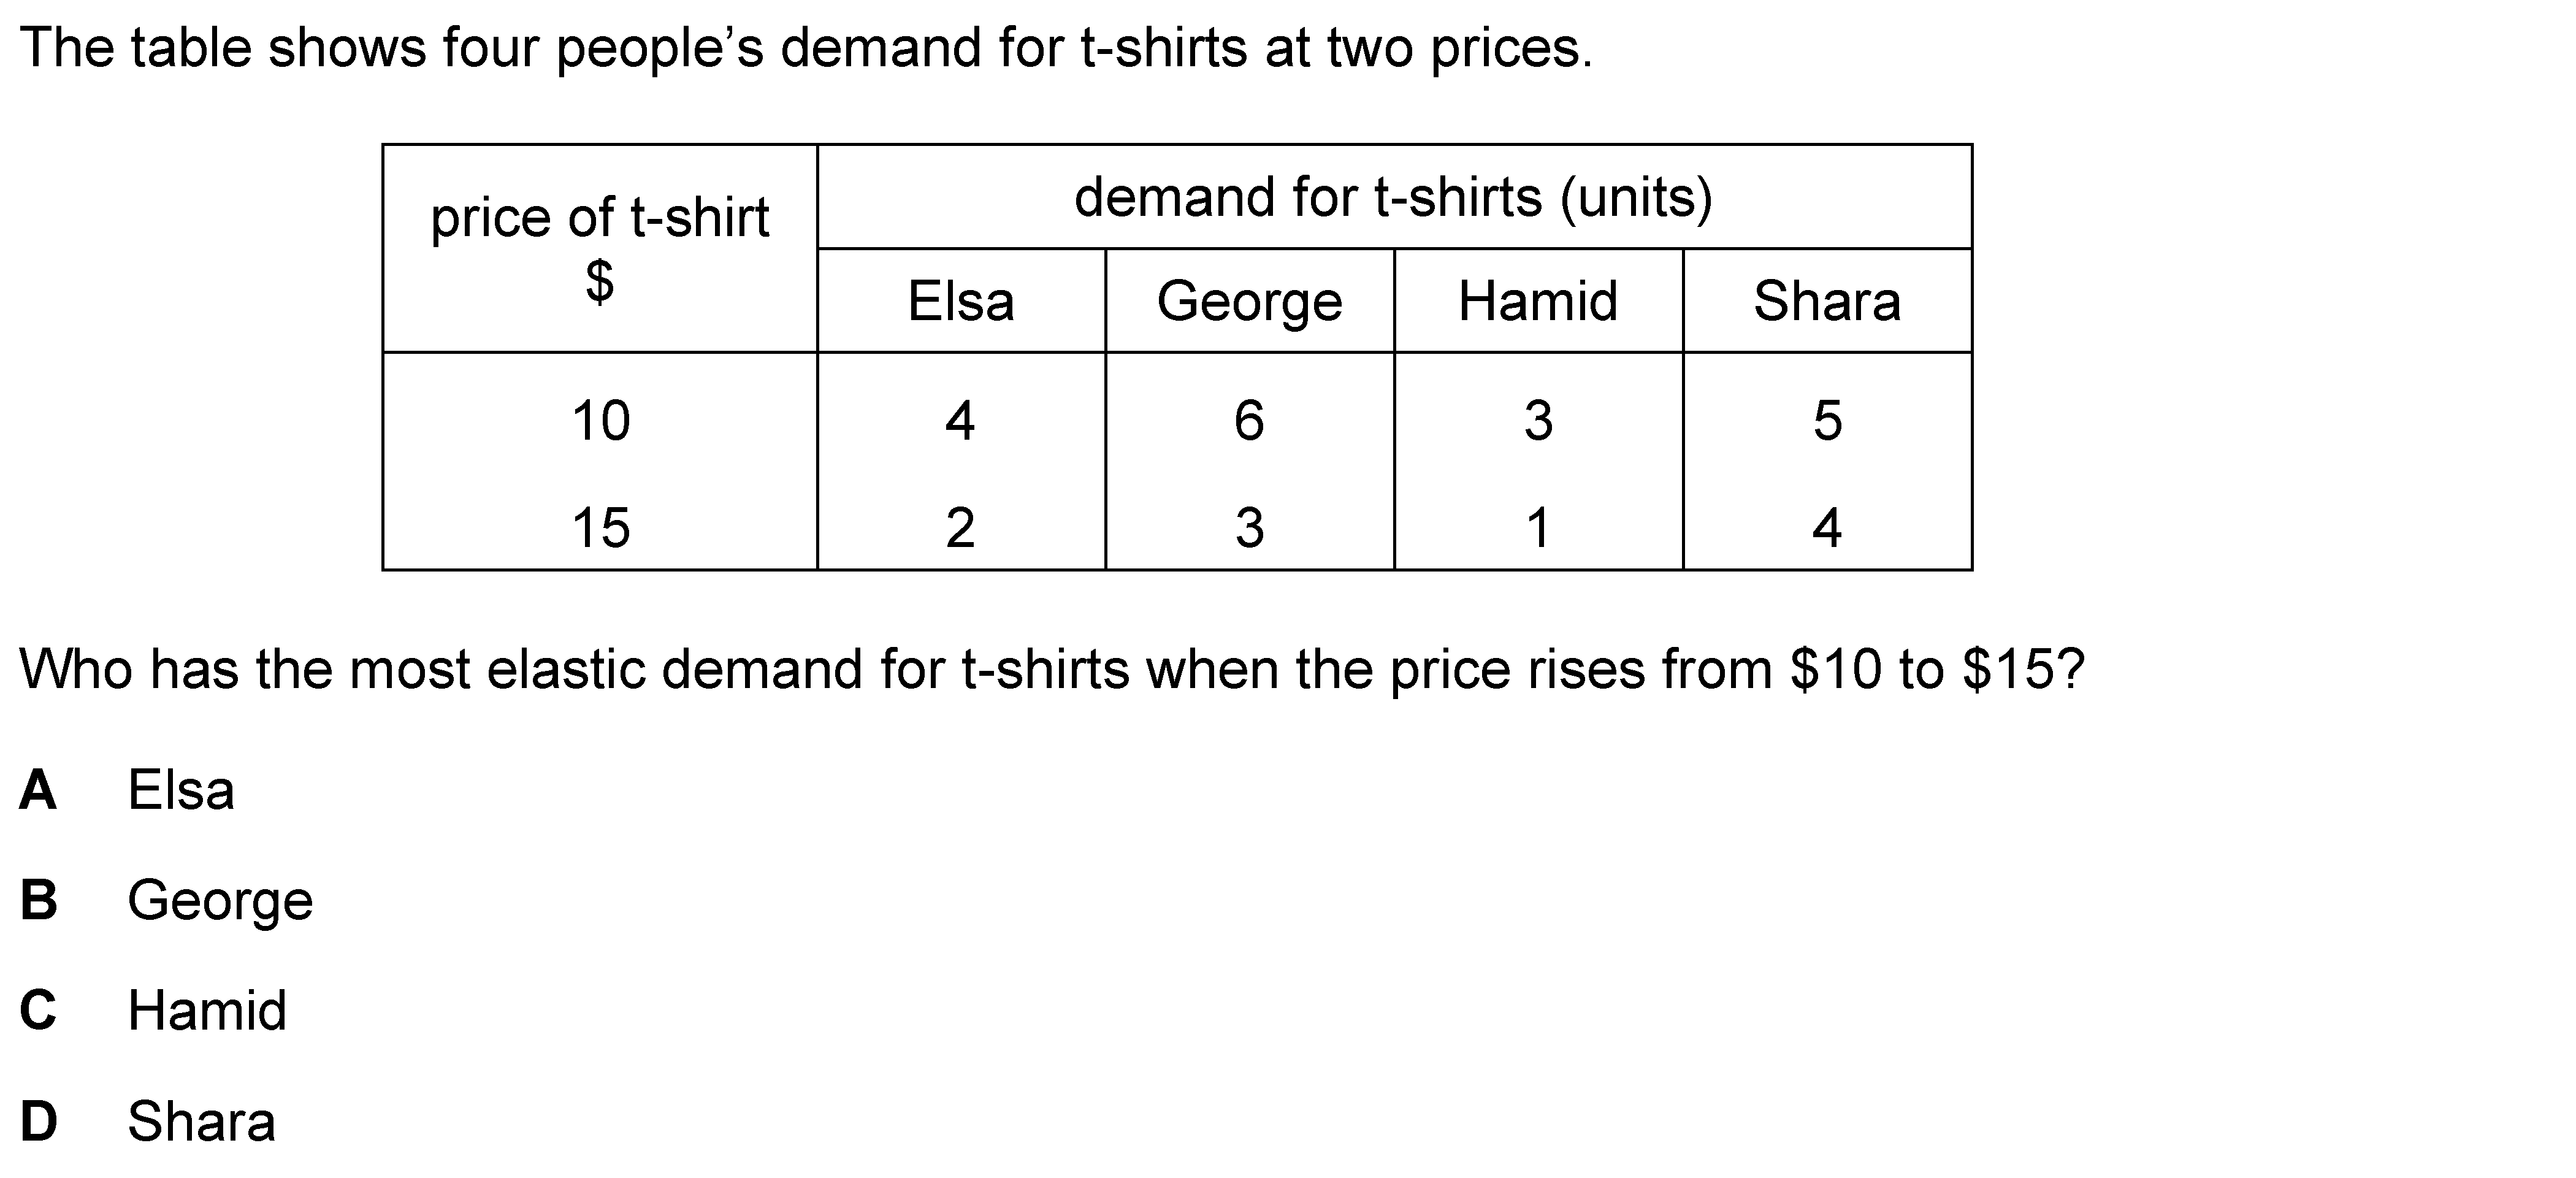 The table shows four people’s demand for t-shirts at two prices.
price of t-shirt
$
demand for t-shirts (units)
Elsa George Hamid Shara
10 4 6 3 5
15 2 3 1 4
Who has the most elastic demand for t-shirts when the price rises from $10 to $15?
A Elsa
B George
C Hamid
D Shara